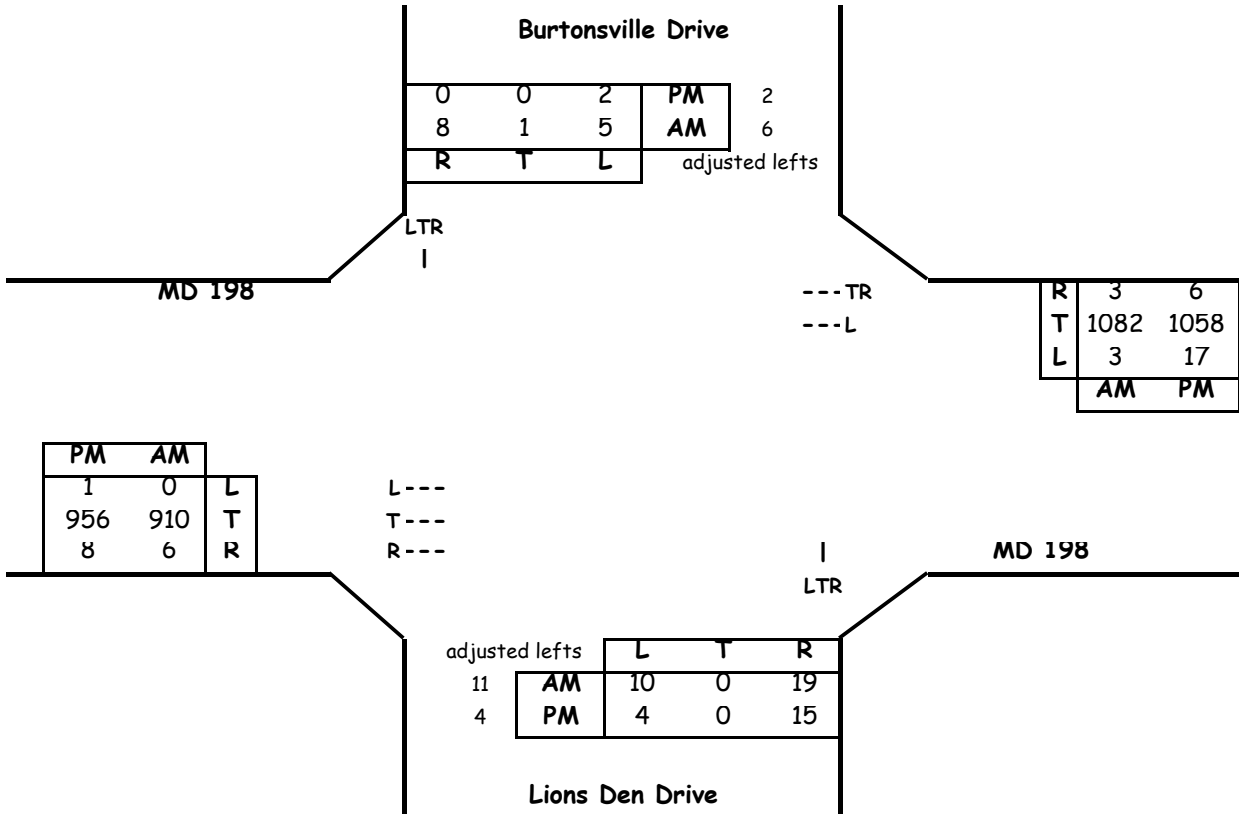 Burtonsville Drive
0 0 2 PM 2
8 1 5 AM 6
R T L adjusted lefts
LTR
|
MD 198
---TR
---L
R 3 6
T 1082 1058
L 3 17
AM PM
PM AM
1 0 L
956 910 T
8 6 R
L---
T---
R---
|
LTR
MD 198
adjusted lefts L T R
11 AM 10 0 19
4 PM 4 0 15
Lions Den Drive